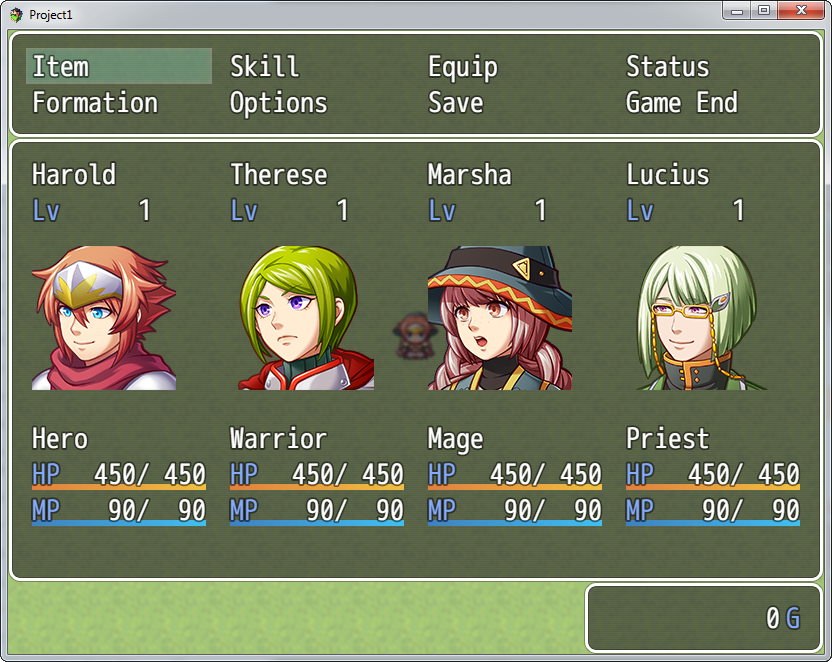 Project1
Item Skill Equip Status
Formation Options Save Game End
Harold Therese Marsha Lucius
Lv 1 Lv 1 Lv 1 Lv 1
Hero Warrior Mage Priest
HP 450/ 450 HP 450/ 450 HP 450/ 450 HP 450/ 450
MP 90/ 90 MP 90/ 90 MP 90/ 90 MP 90/ 90
0 G